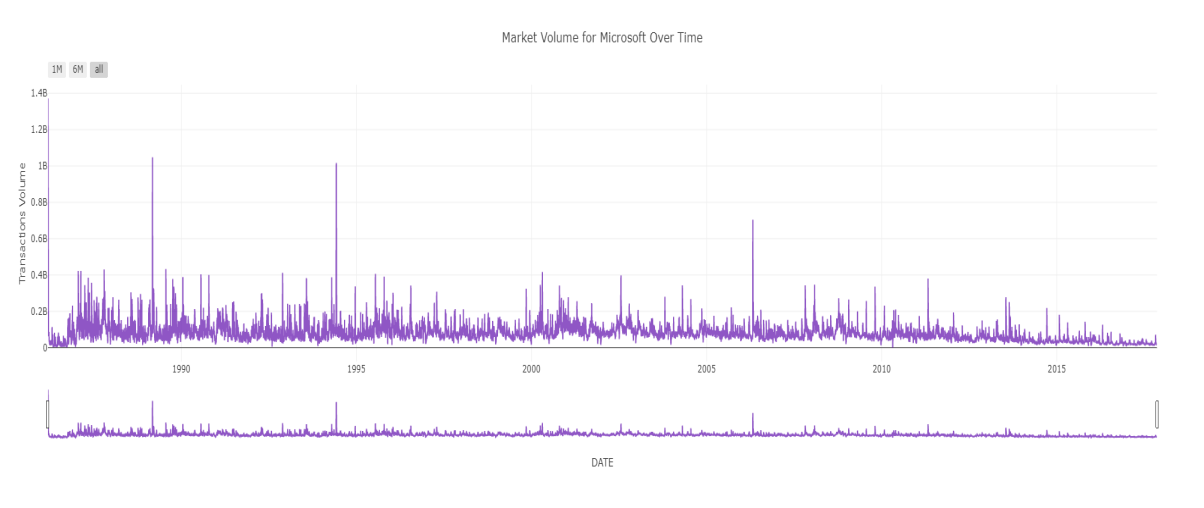 Market Volume for Microsoft Over Time
1M 6M all
1.4B
1.2B
1B
0.8B
0.6B
0.4B
0.2B
0
Transactions Volume
1990 1995 2000 2005 2010 2015
DATE